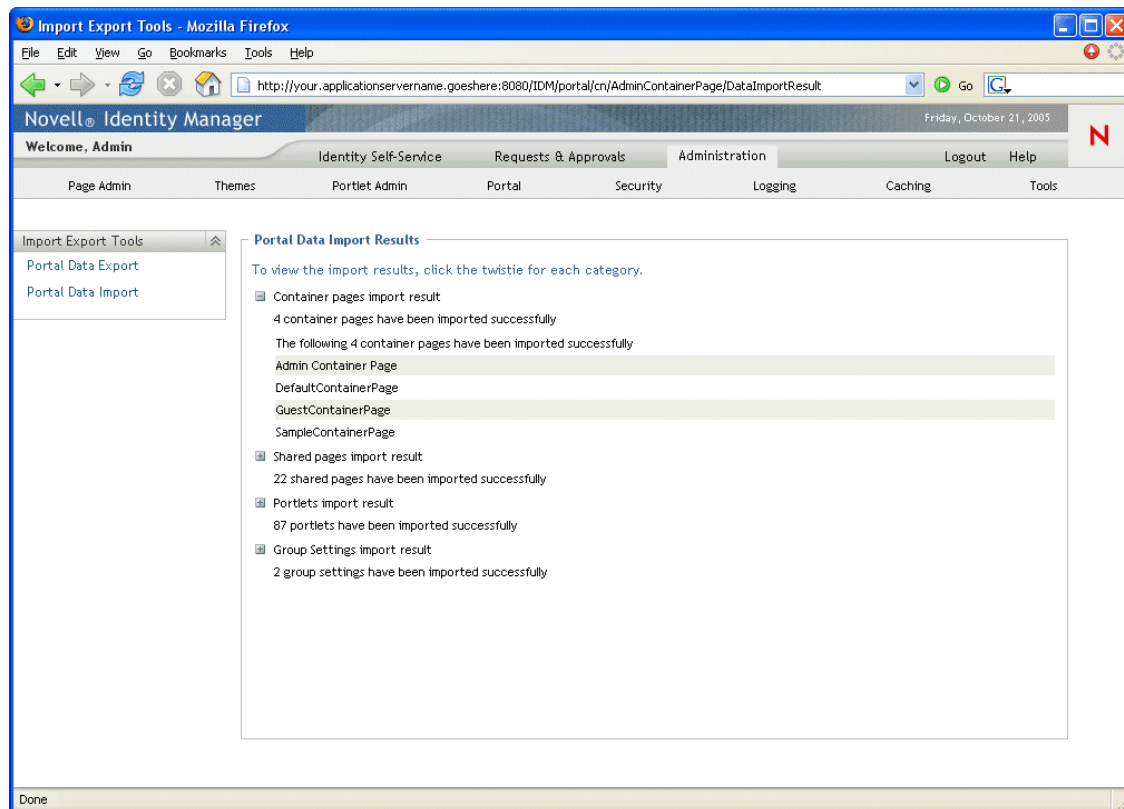 Import Export Tools - Mozilla Firefox
File Edit View Go Bookmarks Tools Help
http://your.applicationservername.goeshere:8080/IDM/portal/cn/AdminContainerPage/DataImportResult Go G
Novell® Identity Manager Friday, October 21, 2005
N
Welcome, Admin
Identity Self-Service Requests & Approvals Administration Logout Help
Page Admin Themes Portlet Admin Portal Security Logging Caching Tools
Import Export Tools
Portal Data Export
Portal Data Import
Portal Data Import Results
To view the import results, click the twistie for each category.
Container pages import result
4 container pages have been imported successfully
The following 4 container pages have been imported successfully
Admin Container Page
DefaultContainerPage
GuestContainerPage
SampleContainerPage
Shared pages import result
22 shared pages have been imported successfully
Portlets import result
87 portlets have been imported successfully
Group Settings import result
2 group settings have been imported successfully
Done